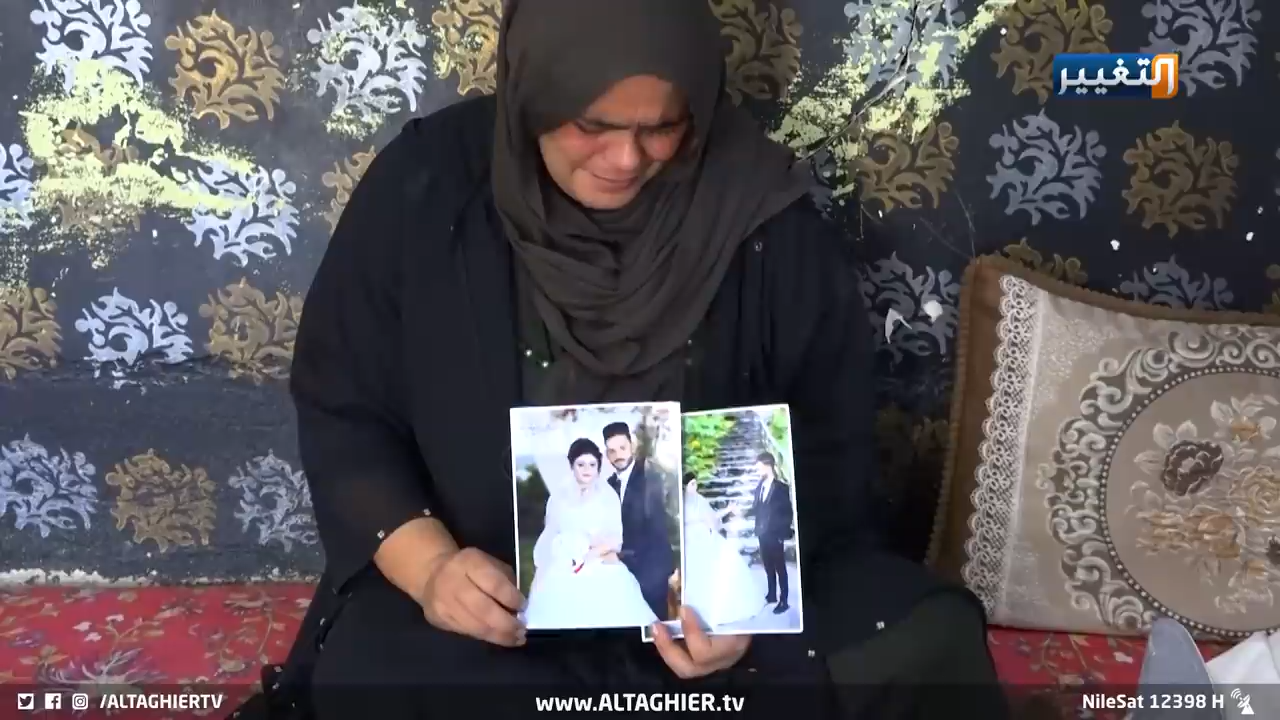 التغيير
/ALTAGHIERTV
www.ALTAGHIER.tv
NileSat 12398 H